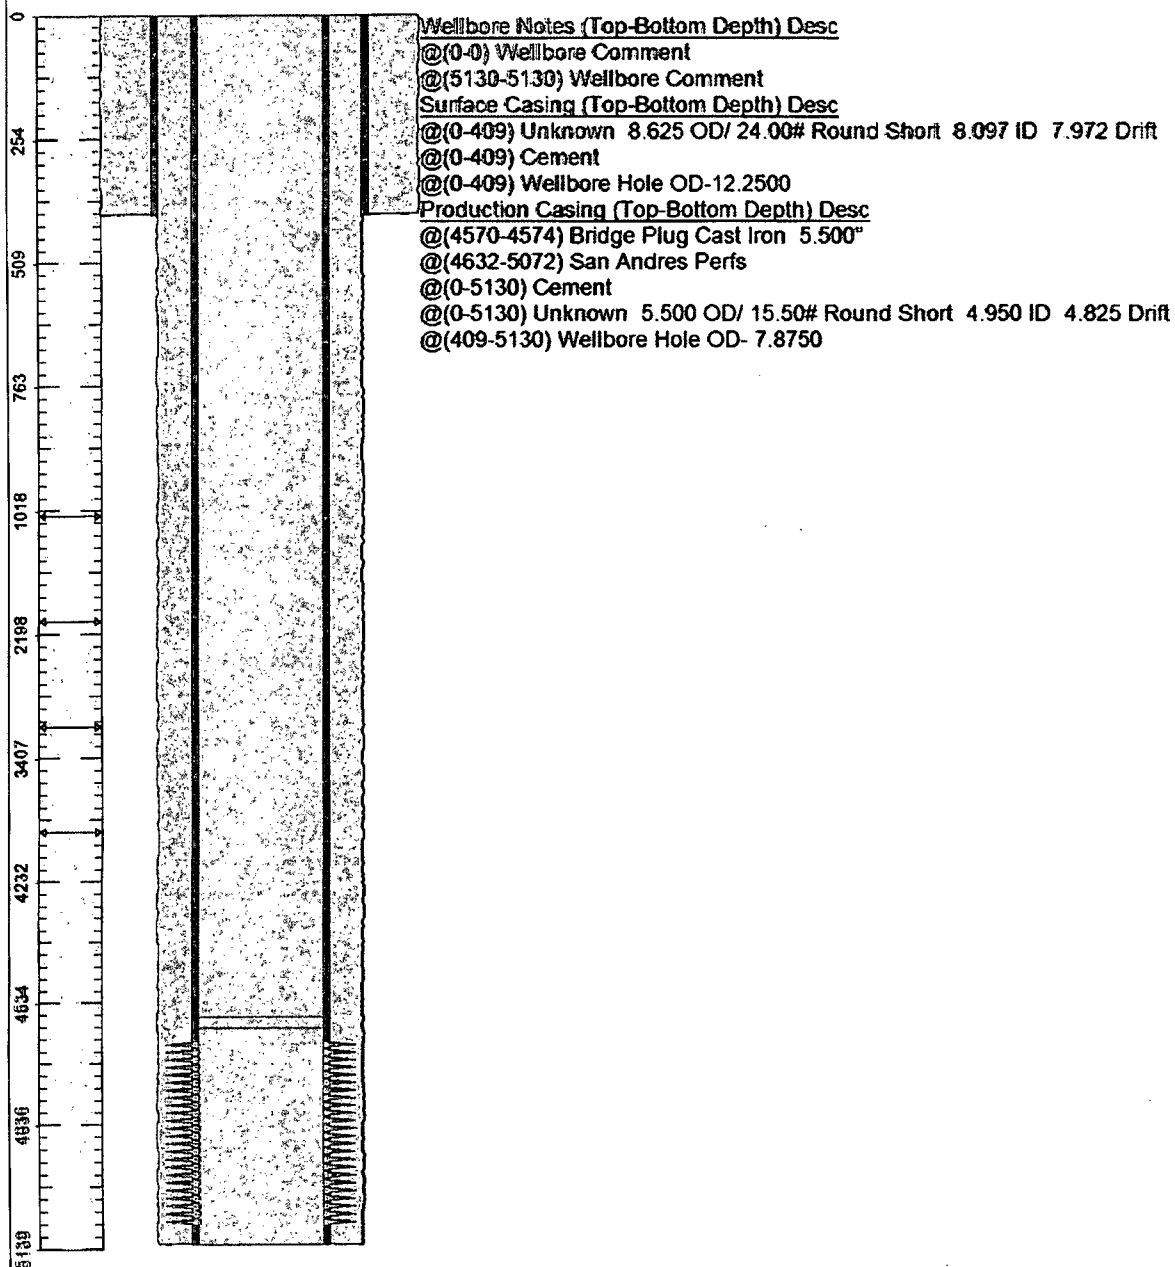 Wellbore Notes (Top-Bottom Depth) Desc
@(0-0) Wellbore Comment
@(5130-5130) Wellbore Comment
Surface Casing (Top-Bottom Depth) Desc
@(0-409) Unknown 8.625 OD/ 24.00# Round Short 8.097 ID 7.972 Drift
@(0-409) Cement
@(0-409) Wellbore Hole OD-12.2500
Production Casing (Top-Bottom Depth) Desc
@(4570-4574) Bridge Plug Cast Iron 5.500"
@(4632-5072) San Andres Perfs
@(0-5130) Cement
@(0-5130) Unknown 5.500 OD/ 15.50# Round Short 4.950 ID 4.825 Drift
@(409-5130) Wellbore Hole OD- 7.8750
0
254
509
763
1018
2198
3407
4232
4534
4836
5139